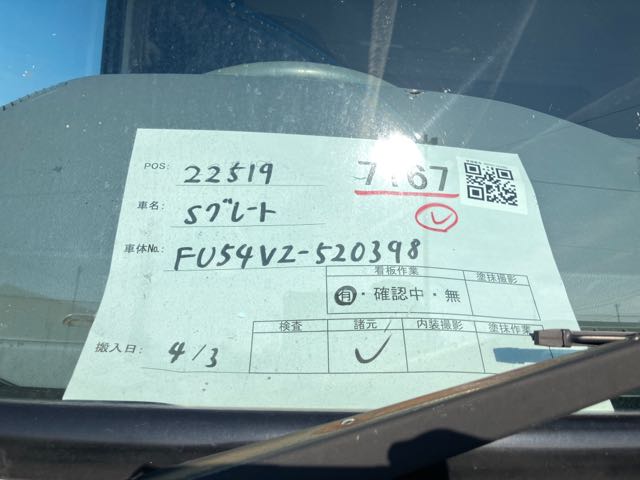 POS: 22519 7167
車名: Sグレート
車体No.: FU54VZ-520398
看板作業 塗抹撮影
有・確認中・無
検査 諸元 内装撮影 塗抹作業
搬入日: 4/3